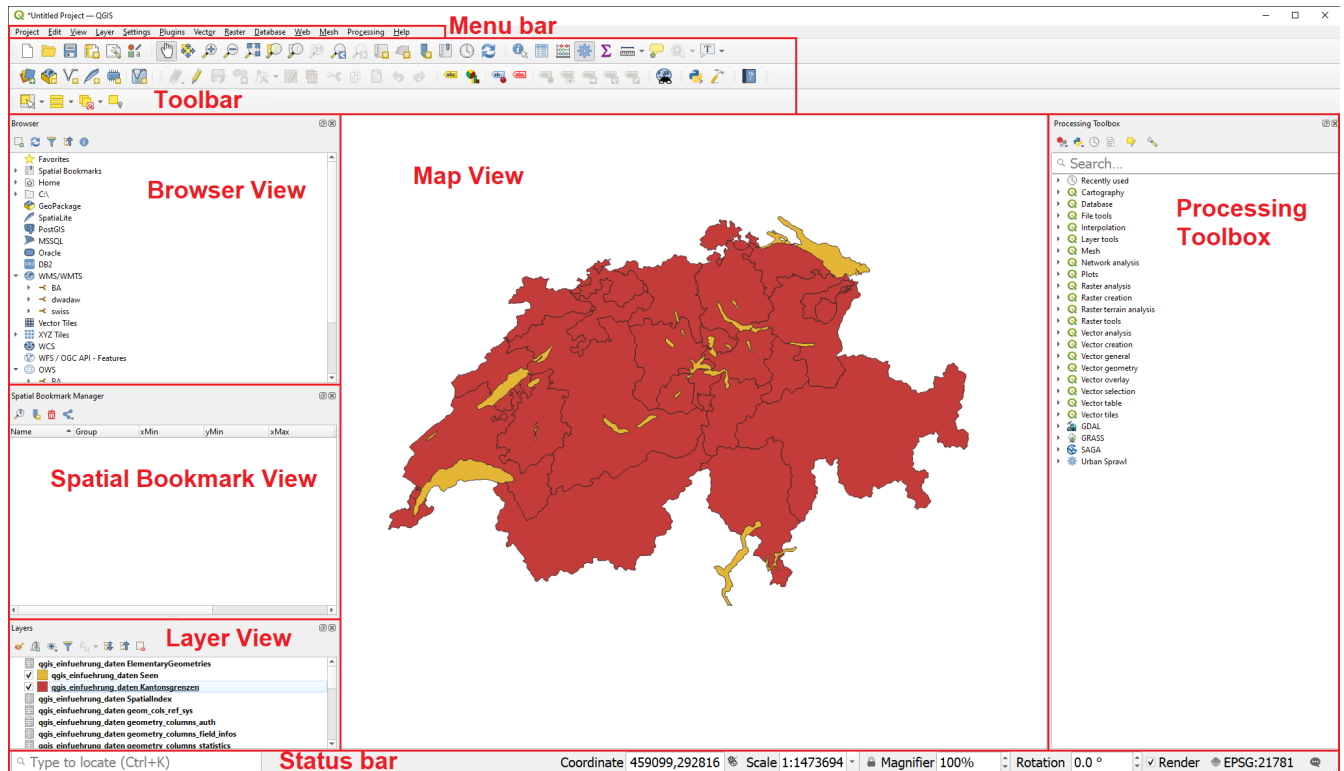 *Untitled Project — QGIS
Project Edit View Layer Settings Plugins Vector Raster Database Web Mesh Processing Help
Menu bar
Toolbar
Browser
Favorites
Spatial Bookmarks
Home
C:\
GeoPackage
SpatiaLite
PostGIS
MSSQL
Oracle
DB2
WMS/WMTS
BA
dwadaw
swiss
Vector Tiles
XYZ Tiles
WCS
WFS / OGC API - Features
OWS
BA
Browser View
Spatial Bookmark Manager
Name Group xMin yMin xMax
Spatial Bookmark View
Layers
Layer View
qgis_einfuehrung_daten ElementaryGeometries
qgis_einfuehrung_daten Seen
qgis_einfuehrung_daten Kantonsgrenzen
qgis_einfuehrung_daten SpatialIndex
qgis_einfuehrung_daten geom_cols_ref_sys
qgis_einfuehrung_daten geometry_columns_auth
qgis_einfuehrung_daten geometry_columns_field_infos
qgis_einfuehrung_daten geometry_columns_statistics
Map View
Processing Toolbox
Search...
Recently used
Cartography
Database
File tools
Interpolation
Layer tools
Mesh
Network analysis
Plots
Raster analysis
Raster creation
Raster terrain analysis
Raster tools
Vector analysis
Vector creation
Vector general
Vector geometry
Vector overlay
Vector selection
Vector table
Vector tiles
GDAL
GRASS
SAGA
Urban Sprawl
Processing
Toolbox
Type to locate (Ctrl+K)
Status bar
Coordinate 459099,292816 Scale 1:1473694 Magnifier 100% Rotation 0.0 ° Render EPSG:21781